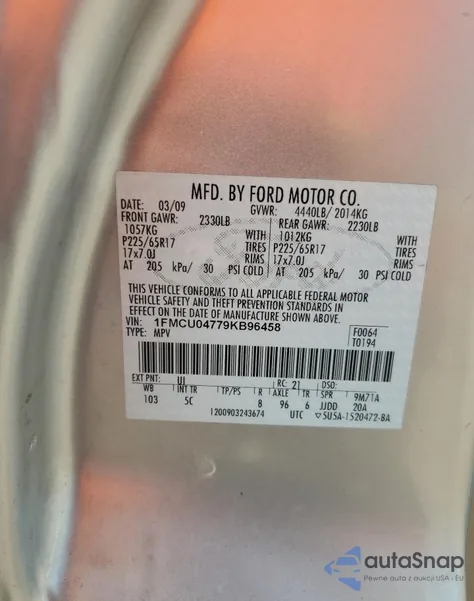 MFD. BY FORD MOTOR CO.
DATE: 03/09 GVWR: 4440LB/ 2014KG
FRONT GAWR: 2330LB REAR GAWR: 2230LB
1057KG WITH 1012KG WITH
P225/65R17 TIRES P225/65R17 TIRES
17x7.0J RIMS 17x7.0J RIMS
AT 205 kPa/ 30 PSI COLD AT 205 kPa/ 30 PSI COLD
THIS VEHICLE CONFORMS TO ALL APPLICABLE FEDERAL MOTOR
VEHICLE SAFETY AND THEFT PREVENTION STANDARDS IN
EFFECT ON THE DATE OF MANUFACTURE SHOWN ABOVE.
VIN: 1FMCU04779KB96458 F0064
TYPE: MPV T0194
EXT PNT: UI RC: 21 DSO:
WB INT TR TP/PS R AXLE TR SPR 9M71A
103 5C 8 96 6 JJDD 20A
1200903243674 UTC ▽5U5A-1520472-BA
autaSnap
Pewne auta z aukcji USA - EU